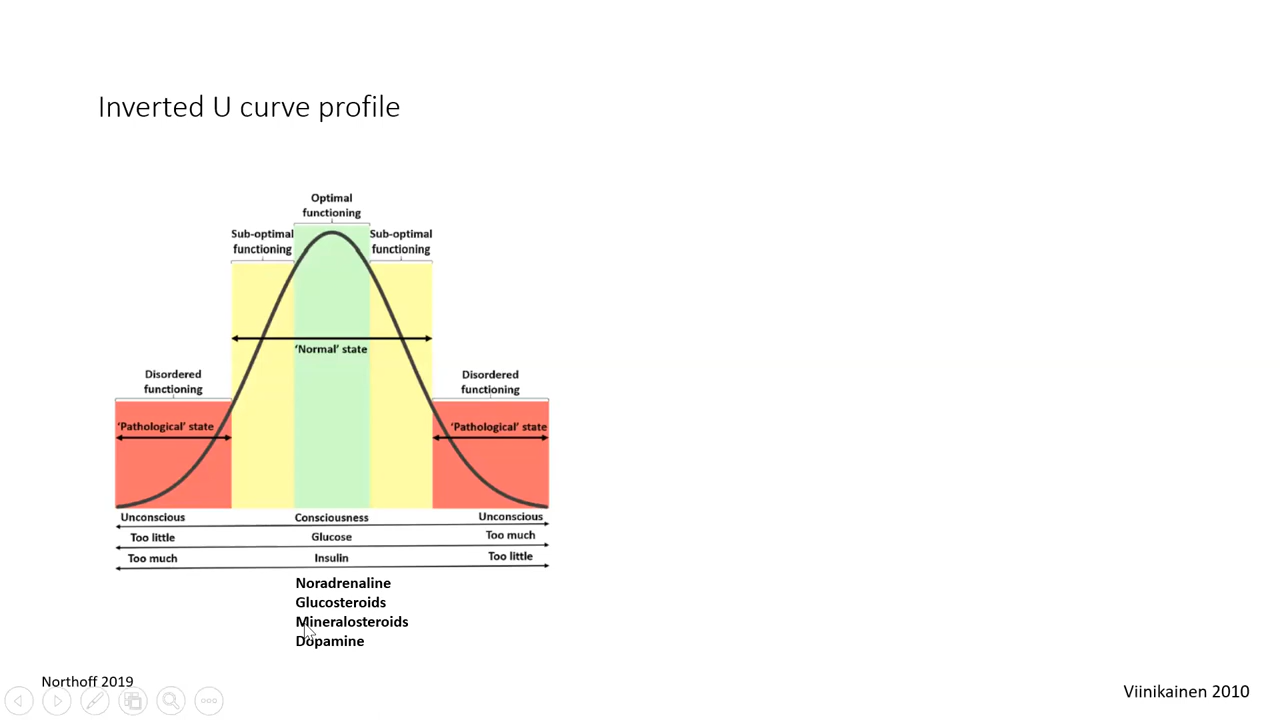 Inverted U curve profile
Optimal
functioning
Sub-optimal
functioning
Sub-optimal
functioning
'Normal' state
Disordered
functioning
Disordered
functioning
'Pathological' state
'Pathological' state
Unconscious Consciousness Unconscious
Too little Glucose Too much
Too much Insulin Too little
Noradrenaline
Glucosteroids
Mineralosteroids
Dopamine
Northoff 2019
Viinikainen 2010